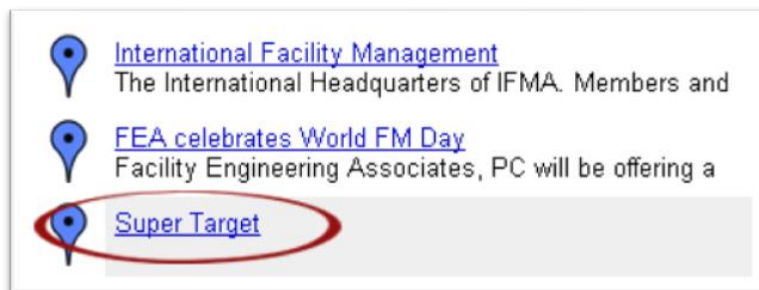 International Facility Management
The International Headquarters of IFMA. Members and
FEA celebrates World FM Day
Facility Engineering Associates, PC will be offering a
Super Target